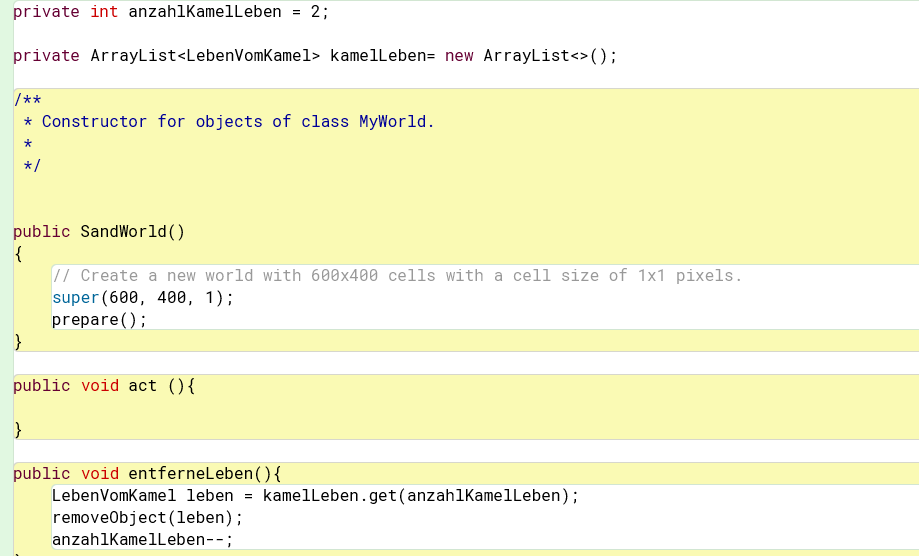 private int anzahlKamelLeben = 2;
private ArrayList<LebenVomKamel> kamelLeben= new ArrayList<>();
/**
* Constructor for objects of class MyWorld.
*
*/
public SandWorld()
{
// Create a new world with 600x400 cells with a cell size of 1x1 pixels.
super(600, 400, 1);
prepare();
}
public void act (){
}
public void entferneLeben(){
LebenVomKamel leben = kamelLeben.get(anzahlKamelLeben);
removeObject(leben);
anzahlKamelLeben--;